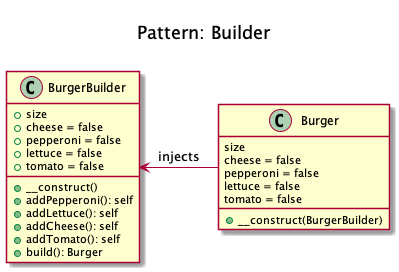 Pattern: Builder
C BurgerBuilder
size
cheese = false
pepperoni = false
lettuce = false
tomato = false
__construct()
addPepperoni(): self
addLettuce(): self
addCheese(): self
addTomato(): self
build(): Burger
injects
C Burger
size
cheese = false
pepperoni = false
lettuce = false
tomato = false
__construct(BurgerBuilder)